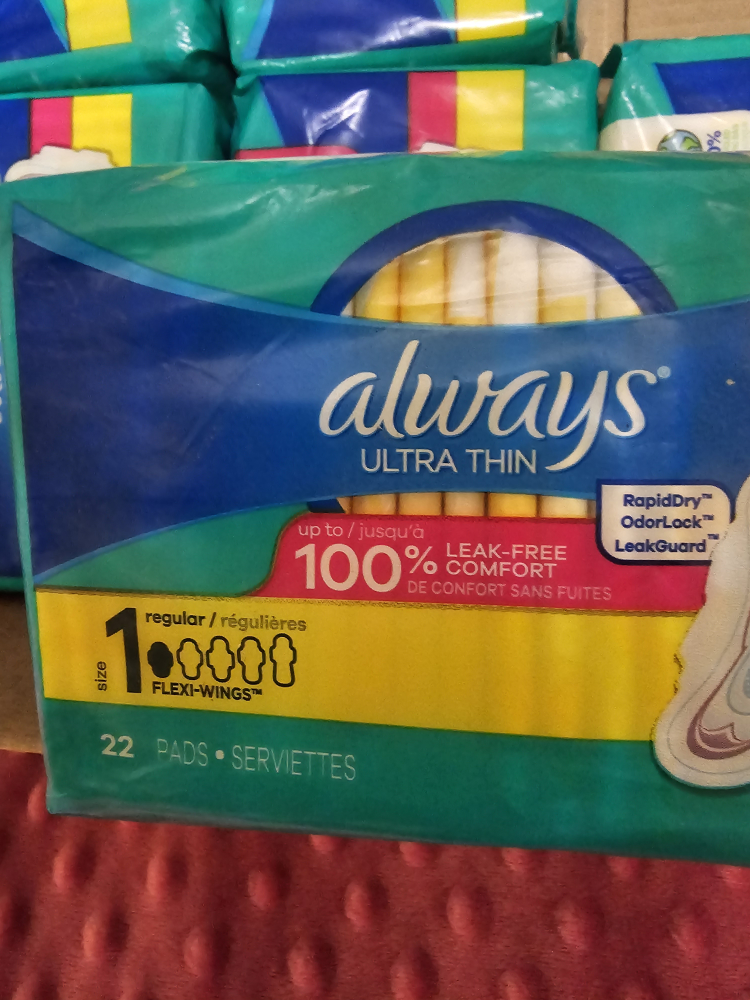 always®
ULTRA THIN
RapidDry™
OdorLock™
LeakGuard™
up to / jusqu'à
100% LEAK-FREE
COMFORT
DE CONFORT SANS FUITES
size 1 regular / régulières
FLEXI-WINGS™
22 PADS • SERVIETTES